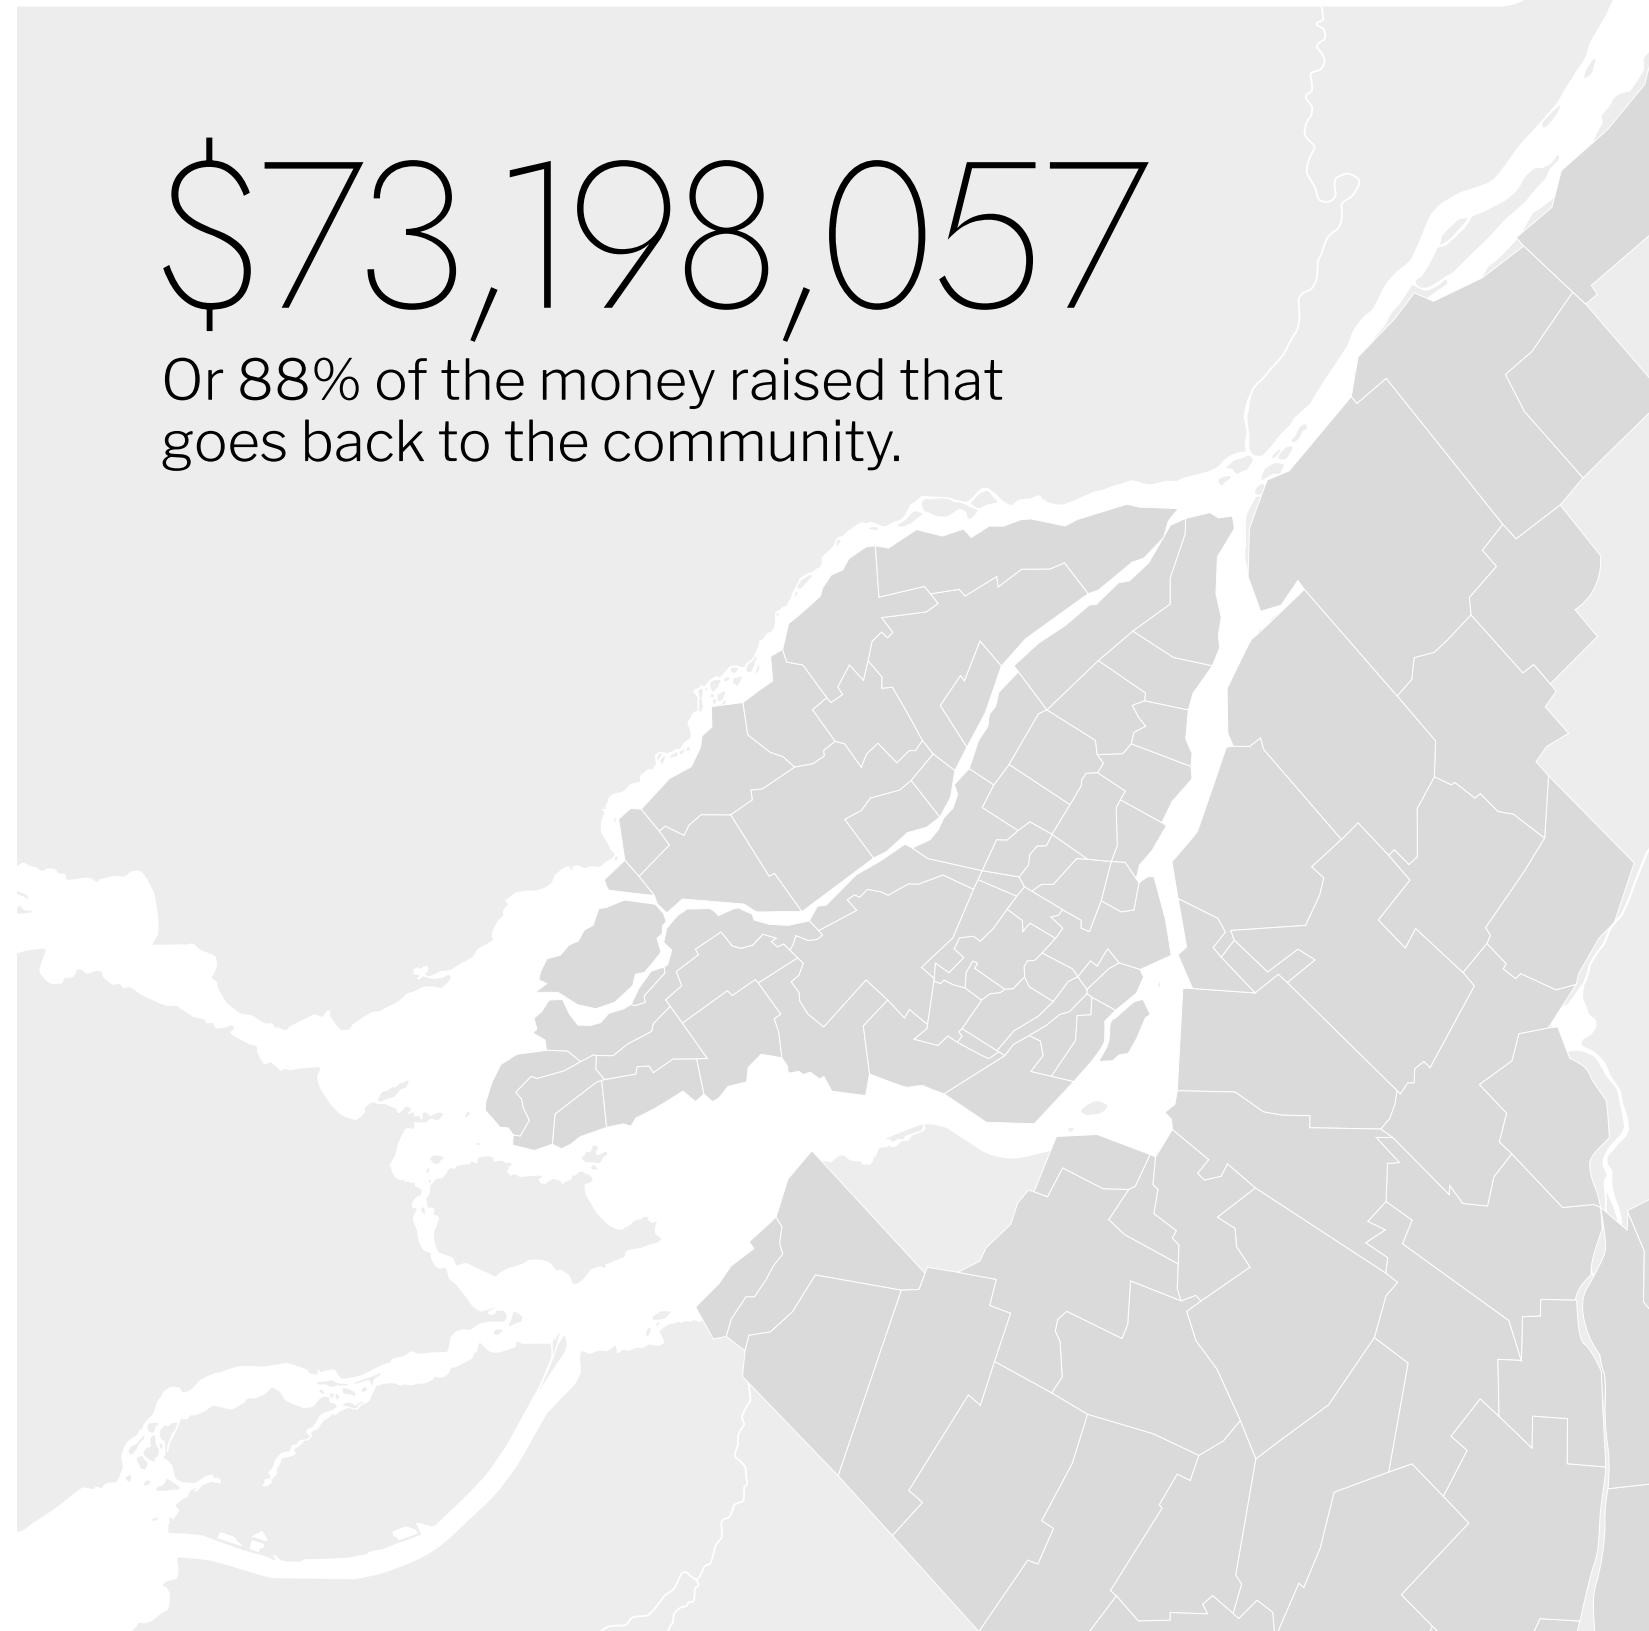 $73,198,057
Or 88% of the money raised that
goes back to the community.